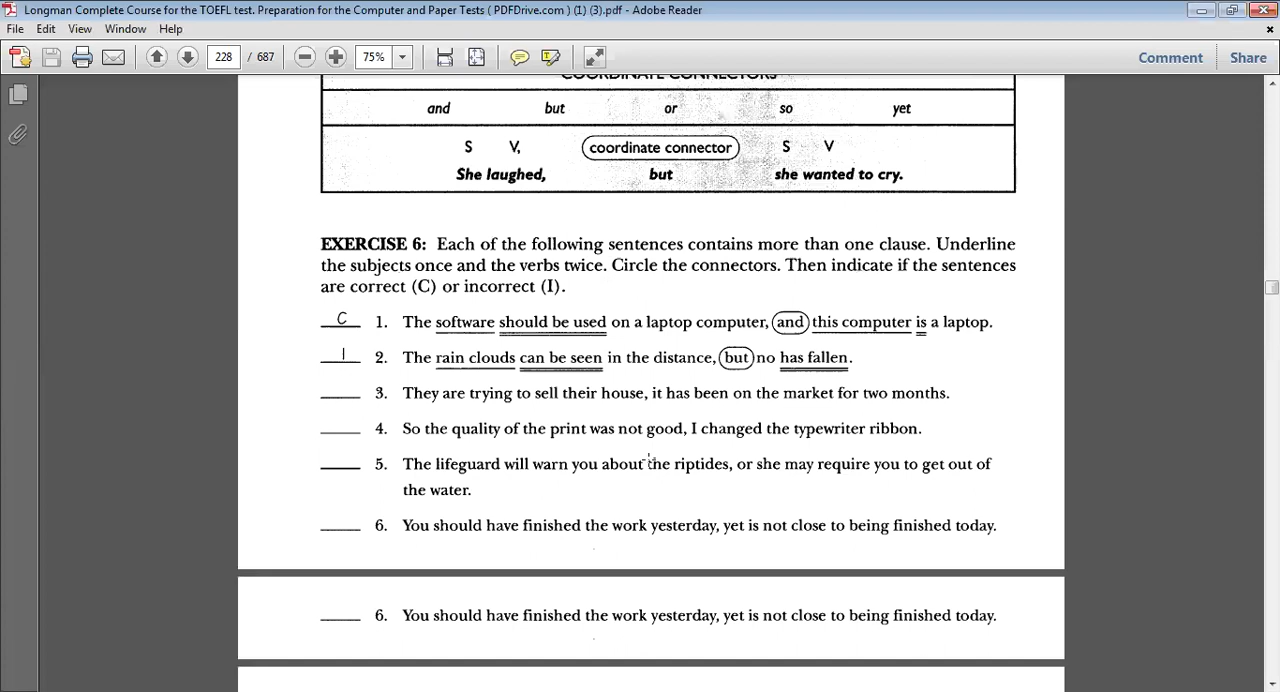 Longman Complete Course for the TOEFL test. Preparation for the Computer and Paper Tests ( PDFDrive.com ) (1) (3).pdf - Adobe Reader
File Edit View Window Help
228 / 687 75% Comment Share
COORDINATE CONNECTORS
and but or so yet
S V, coordinate connector S V
She laughed, but she wanted to cry.
EXERCISE 6: Each of the following sentences contains more than one clause. Underline
the subjects once and the verbs twice. Circle the connectors. Then indicate if the sentences
are correct (C) or incorrect (I).
C 1. The software should be used on a laptop computer, and this computer is a laptop.
I 2. The rain clouds can be seen in the distance, but no has fallen.
3. They are trying to sell their house, it has been on the market for two months.
4. So the quality of the print was not good, I changed the typewriter ribbon.
5. The lifeguard will warn you about the riptides, or she may require you to get out of
the water.
6. You should have finished the work yesterday, yet is not close to being finished today.
6. You should have finished the work yesterday, yet is not close to being finished today.